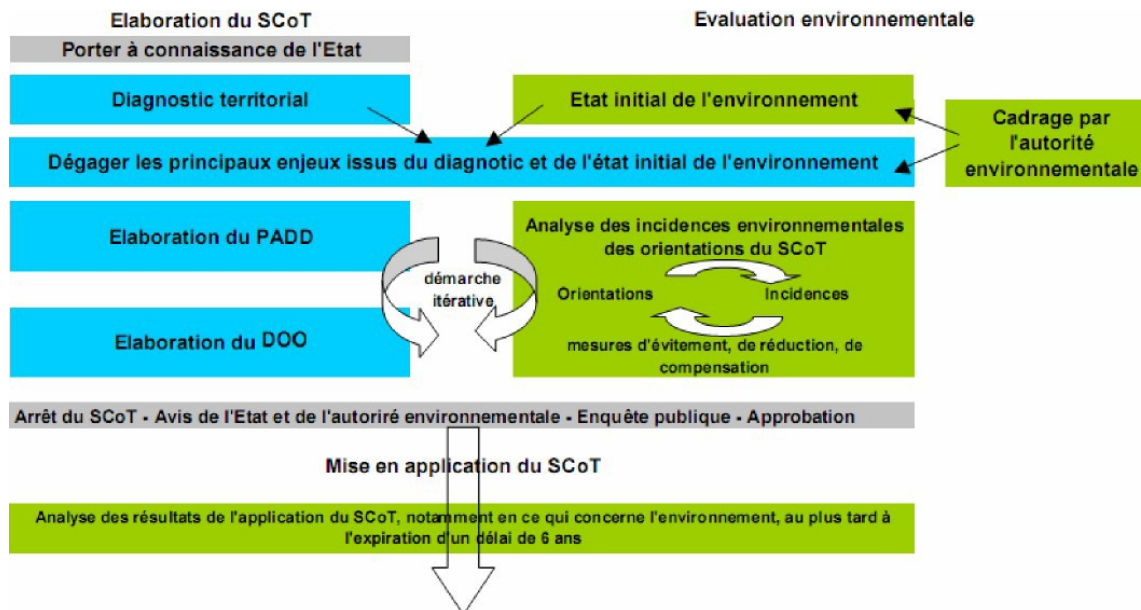 Elaboration du SCoT
Evaluation environnementale
Porter à connaissance de l'Etat
Diagnostic territorial
Etat initial de l'environnement
Cadrage par
l'autorité
environnementale
Dégager les principaux enjeux issus du diagnotic et de l'état initial de l'environnement
Elaboration du PADD
Analyse des incidences environnementales
des orientations du SCoT
démarche
itérative
Orientations
Incidences
Elaboration du DOO
mesures d'évitement, de réduction, de
compensation
Arrêt du SCoT - Avis de l'Etat et de l'autoriré environnementale - Enquête publique - Approbation
Mise en application du SCoT
Analyse des résultats de l'application du SCoT, notamment en ce qui concerne l'environnement, au plus tard à
l'expiration d'un délai de 6 ans